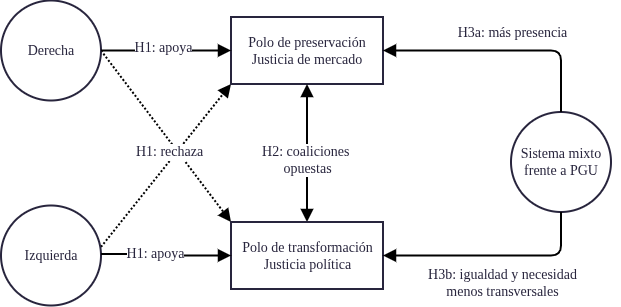 Derecha
H1: apoya
Polo de preservación
Justicia de mercado
H3a: más presencia
H1: rechaza
H2: coaliciones
opuestas
Sistema mixto
frente a PGU
Izquierda
H1: apoya
Polo de transformación
Justicia política
H3b: igualdad y necesidad
menos transversales